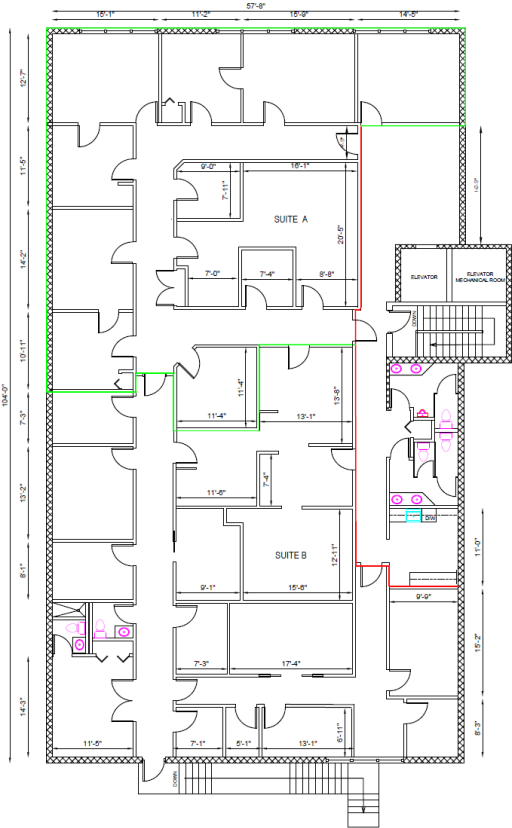 57'-8"
15'-1" 11'-2" 15'-9" 14'-5"
12'-7"
11'-5"
9'-0" 16'-1"
7'-11"
SUITE A
20'-5"
14'-2"
7'-0" 7'-4" 8'-8"
ELEVATOR
ELEVATOR
MECHANICAL ROOM
DOWN
10'-11"
11'-4"
13'-8"
104'-0"
11'-4" 13'-1"
7'-3"
13'-2"
7'-4"
11'-6"
D/W
SUITE B
12'-11"
11'-0"
8'-1"
9'-1" 15'-6"
9'-9"
15'-2"
7'-3" 17'-4"
14'-3"
6'-11"
8'-3"
11'-5" 7'-1" 5'-1" 13'-1"
DOWN